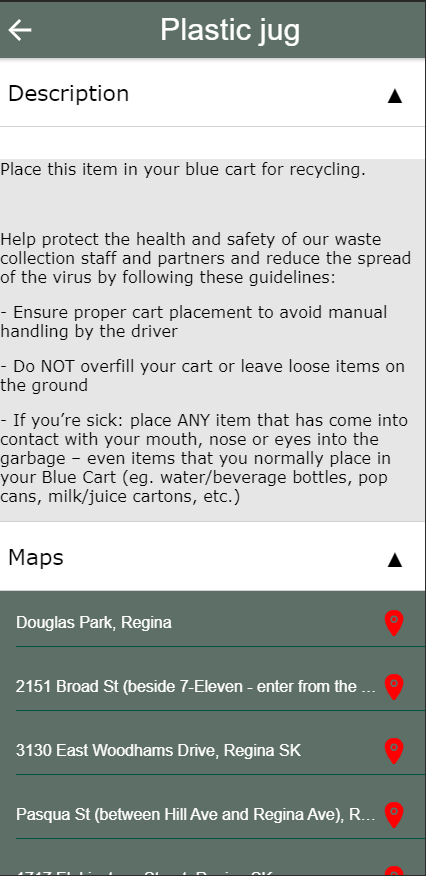 Plastic jug
Description
Place this item in your blue cart for recycling.
Help protect the health and safety of our waste
collection staff and partners and reduce the spread
of the virus by following these guidelines:
- Ensure proper cart placement to avoid manual
handling by the driver
- Do NOT overfill your cart or leave loose items on
the ground
- If you’re sick: place ANY item that has come into
contact with your mouth, nose or eyes into the
garbage – even items that you normally place in
your Blue Cart (eg. water/beverage bottles, pop
cans, milk/juice cartons, etc.)
Maps
Douglas Park, Regina
2151 Broad St (beside 7-Eleven - enter from the ...
3130 East Woodhams Drive, Regina SK
Pasqua St (between Hill Ave and Regina Ave), R...